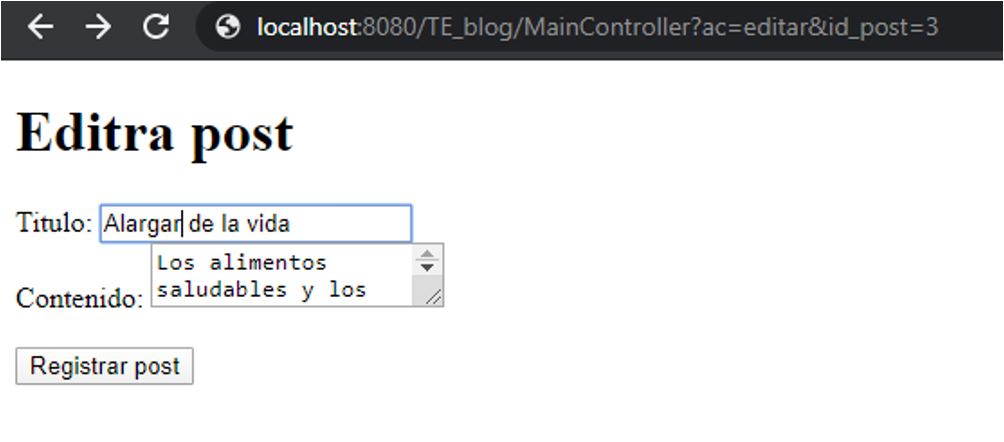 localhost:8080/TE_blog/MainController?ac=editar&id_post=3
Editra post
Titulo: Alargar de la vida
Los alimentos
Contenido: saludables y los
Registrar post